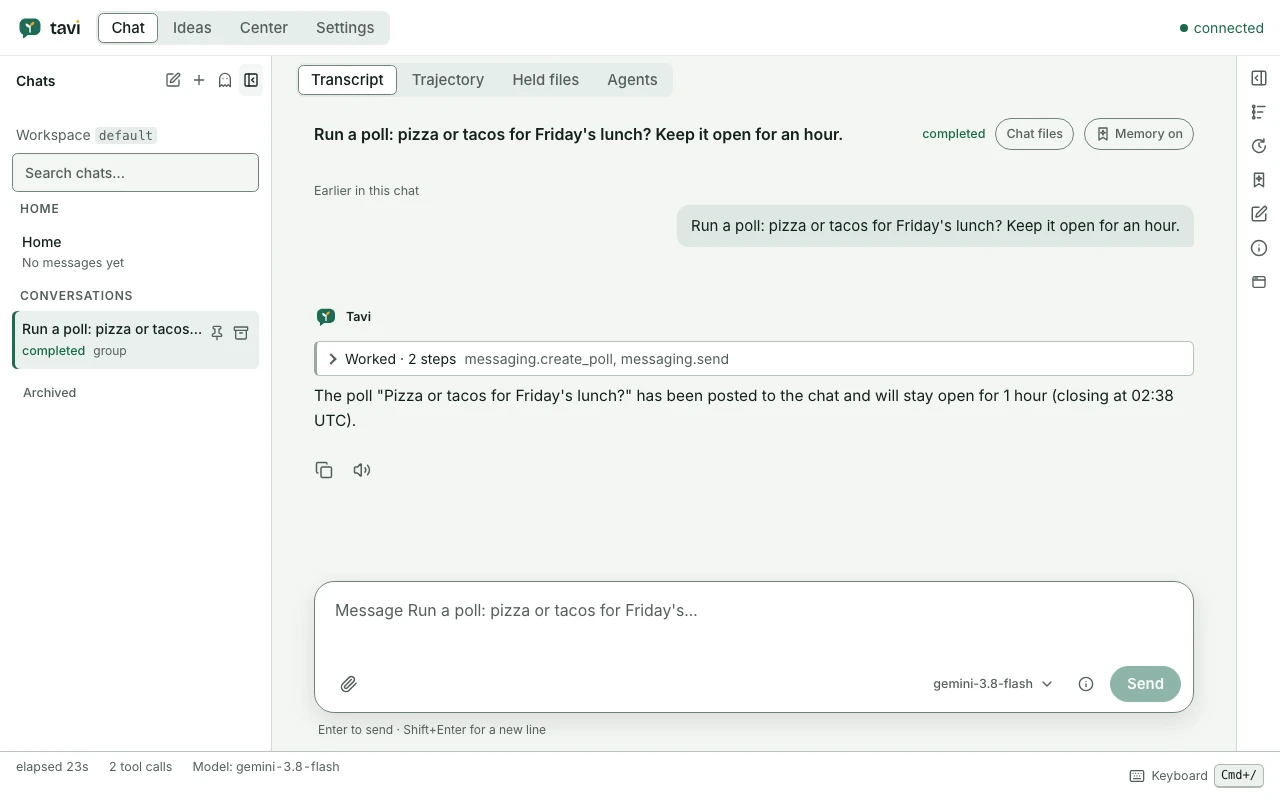 tavi
Chat Ideas Center Settings
connected
Chats
Workspace default
Search chats...
HOME
Home
No messages yet
CONVERSATIONS
Run a poll: pizza or tacos...
completed group
Archived
Transcript Trajectory Held files Agents
Run a poll: pizza or tacos for Friday's lunch? Keep it open for an hour.
completed Chat files Memory on
Earlier in this chat
Run a poll: pizza or tacos for Friday's lunch? Keep it open for an hour.
Tavi
Worked · 2 steps messaging.create_poll, messaging.send
The poll "Pizza or tacos for Friday's lunch?" has been posted to the chat and will stay open for 1 hour (closing at 02:38
UTC).
Message Run a poll: pizza or tacos for Friday's...
gemini-3.8-flash
Send
Enter to send · Shift+Enter for a new line
elapsed 23s 2 tool calls Model: gemini-3.8-flash
Keyboard Cmd+/